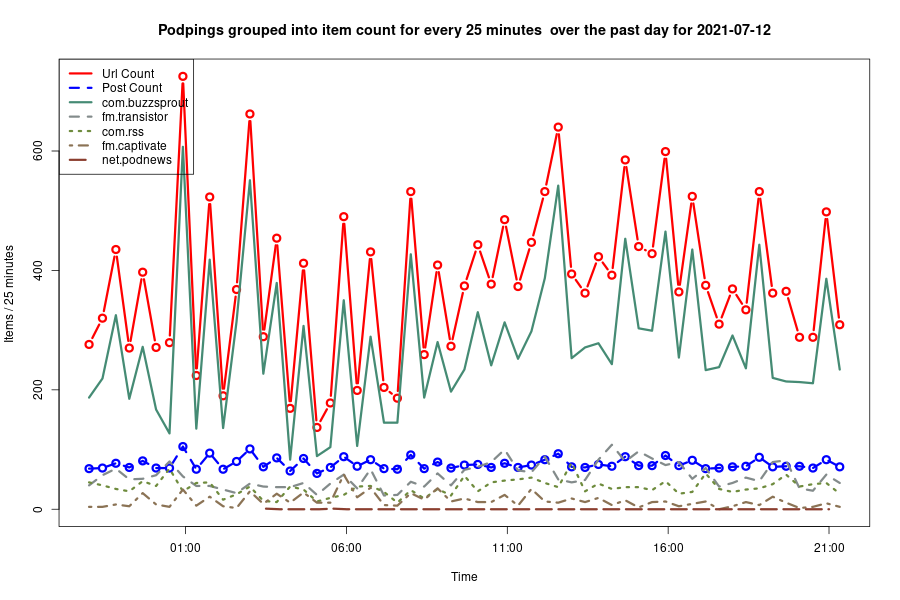 Podpings grouped into item count for every 25 minutes  over the past day for 2021-07-12
Url Count
Post Count
com.buzzsprout
fm.transistor
com.rss
fm.captivate
net.podnews
Items / 25 minutes
600
400
200
0
01:00
06:00
11:00
16:00
21:00
Time